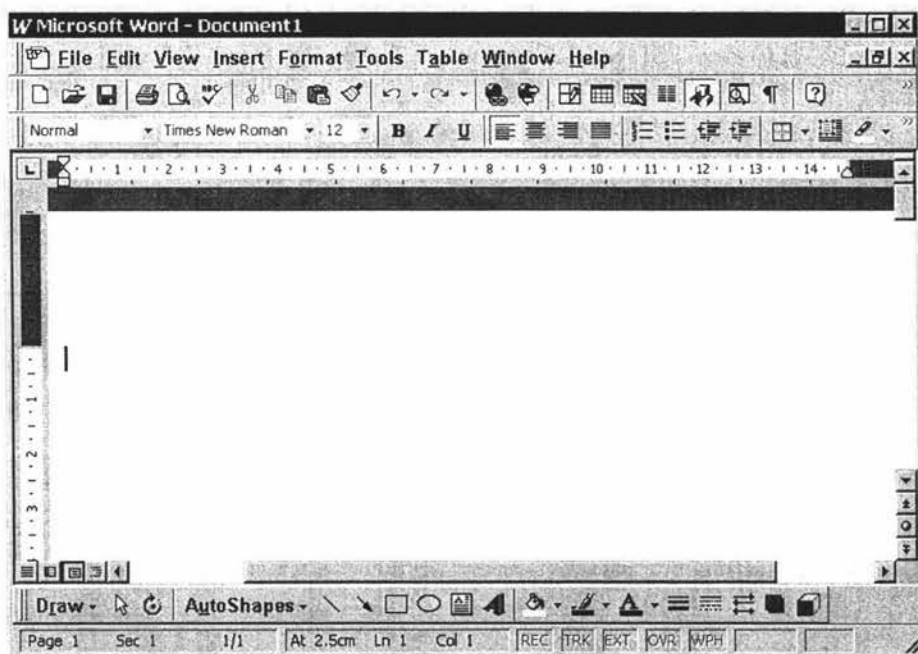 W Microsoft Word - Document1
File Edit View Insert Format Tools Table Window Help
ABC
Normal Times New Roman 12 B I U
L 1 2 3 4 5 6 7 8 9 10 11 12 13 14
1
2
3
Draw AutoShapes A A
Page 1 Sec 1 1/1 At 2.5cm Ln 1 Col 1 REC TRK EXT OVR WPH